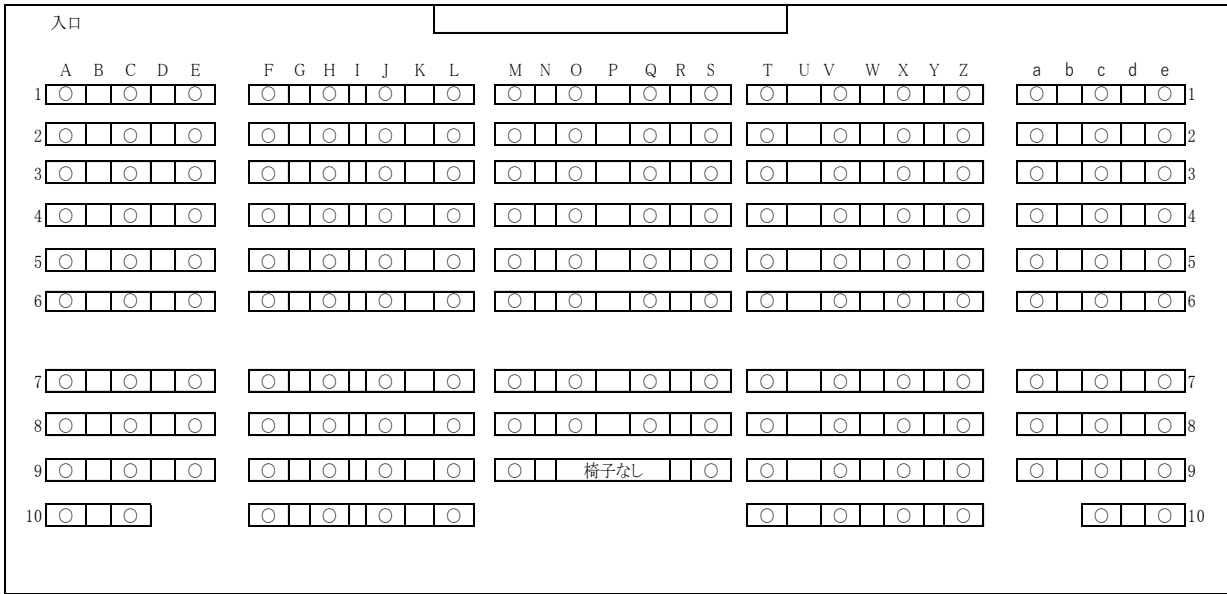 入口
A B C D E F G H I J K L M N O P Q R S T U V W X Y Z a b c d e
1 ○ ○ ○ ○ ○ ○ ○ ○ ○ ○ ○ ○ ○ ○ ○ ○ ○ ○ 1
2 ○ ○ ○ ○ ○ ○ ○ ○ ○ ○ ○ ○ ○ ○ ○ ○ ○ ○ 2
3 ○ ○ ○ ○ ○ ○ ○ ○ ○ ○ ○ ○ ○ ○ ○ ○ ○ ○ 3
4 ○ ○ ○ ○ ○ ○ ○ ○ ○ ○ ○ ○ ○ ○ ○ ○ ○ ○ 4
5 ○ ○ ○ ○ ○ ○ ○ ○ ○ ○ ○ ○ ○ ○ ○ ○ ○ ○ 5
6 ○ ○ ○ ○ ○ ○ ○ ○ ○ ○ ○ ○ ○ ○ ○ ○ ○ ○ 6
7 ○ ○ ○ ○ ○ ○ ○ ○ ○ ○ ○ ○ ○ ○ ○ ○ ○ ○ 7
8 ○ ○ ○ ○ ○ ○ ○ ○ ○ ○ ○ ○ ○ ○ ○ ○ ○ ○ 8
9 ○ ○ ○ ○ ○ ○ ○ ○ 椅子なし ○ ○ ○ ○ ○ ○ ○ ○ 9
10 ○ ○ ○ ○ ○ ○ ○ ○ ○ ○ ○ ○ 10